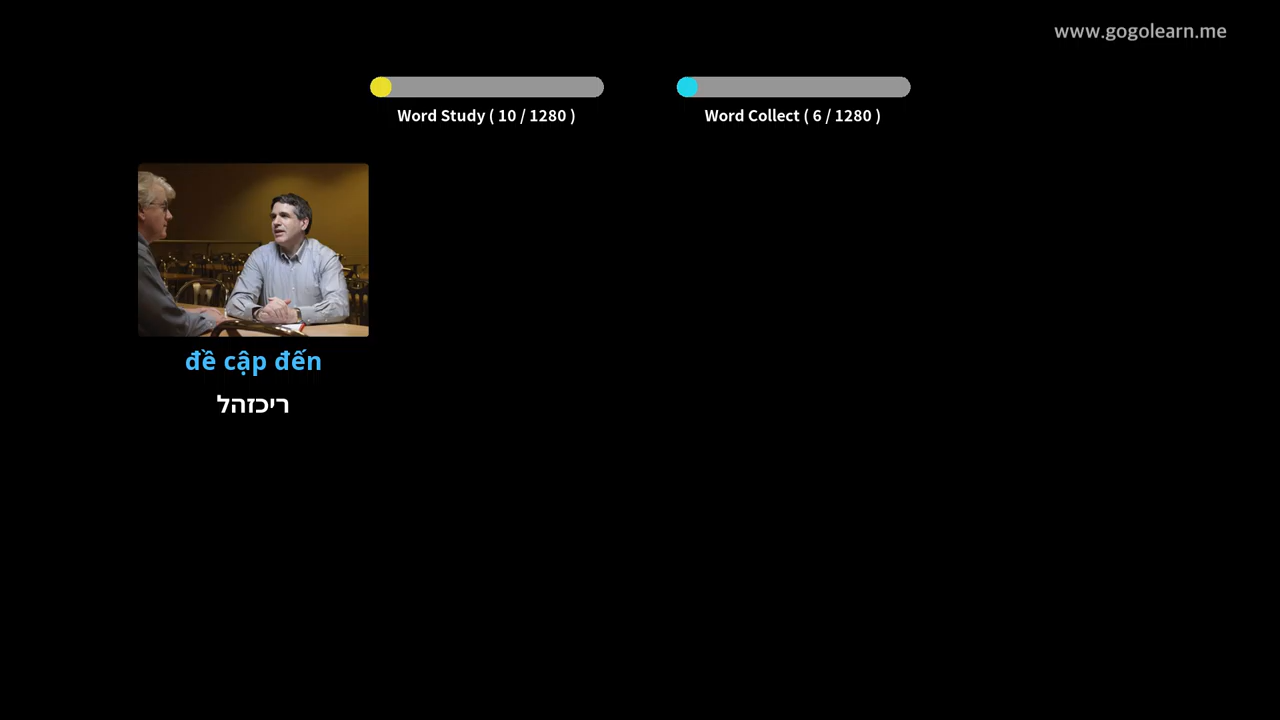 www.gogolearn.me
Word Study ( 10 / 1280 )
Word Collect ( 6 / 1280 )
đề cập đến
ריכזהל